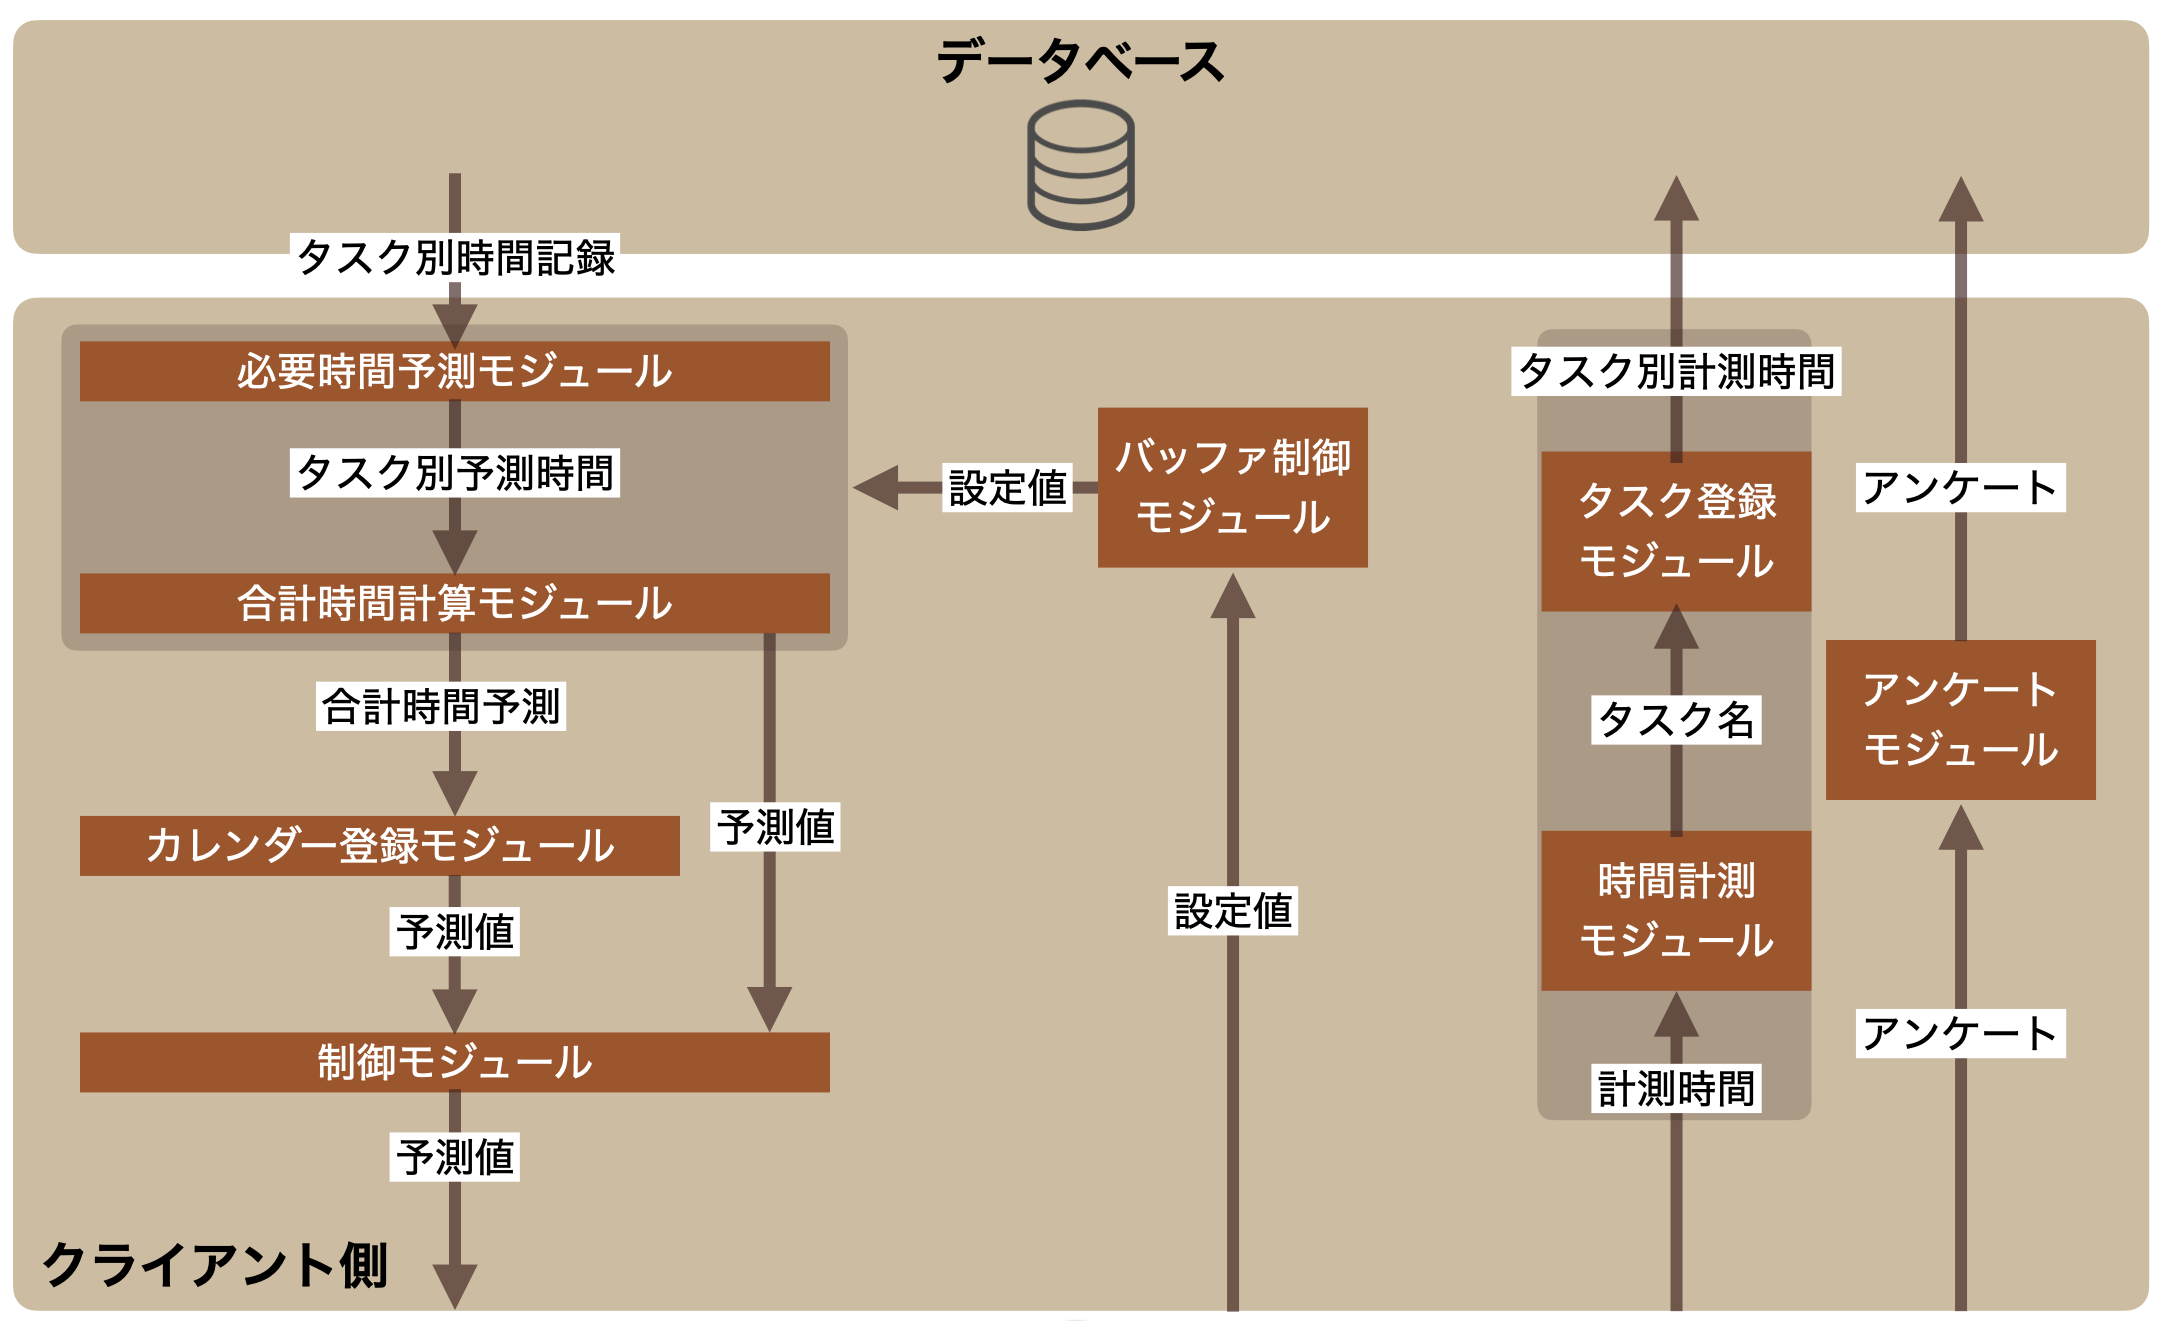 データベース
タスク別時間記録
必要時間予測モジュール
タスク別予測時間
合計時間計算モジュール
合計時間予測
カレンダー登録モジュール
予測値
予測値
制御モジュール
予測値
クライアント側
設定値
バッファ制御
モジュール
設定値
タスク別計測時間
タスク登録
モジュール
タスク名
時間計測
モジュール
計測時間
アンケート
アンケート
モジュール
アンケート